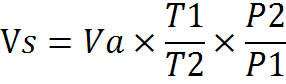 Vs = Va × T1/T2 × P2/P1